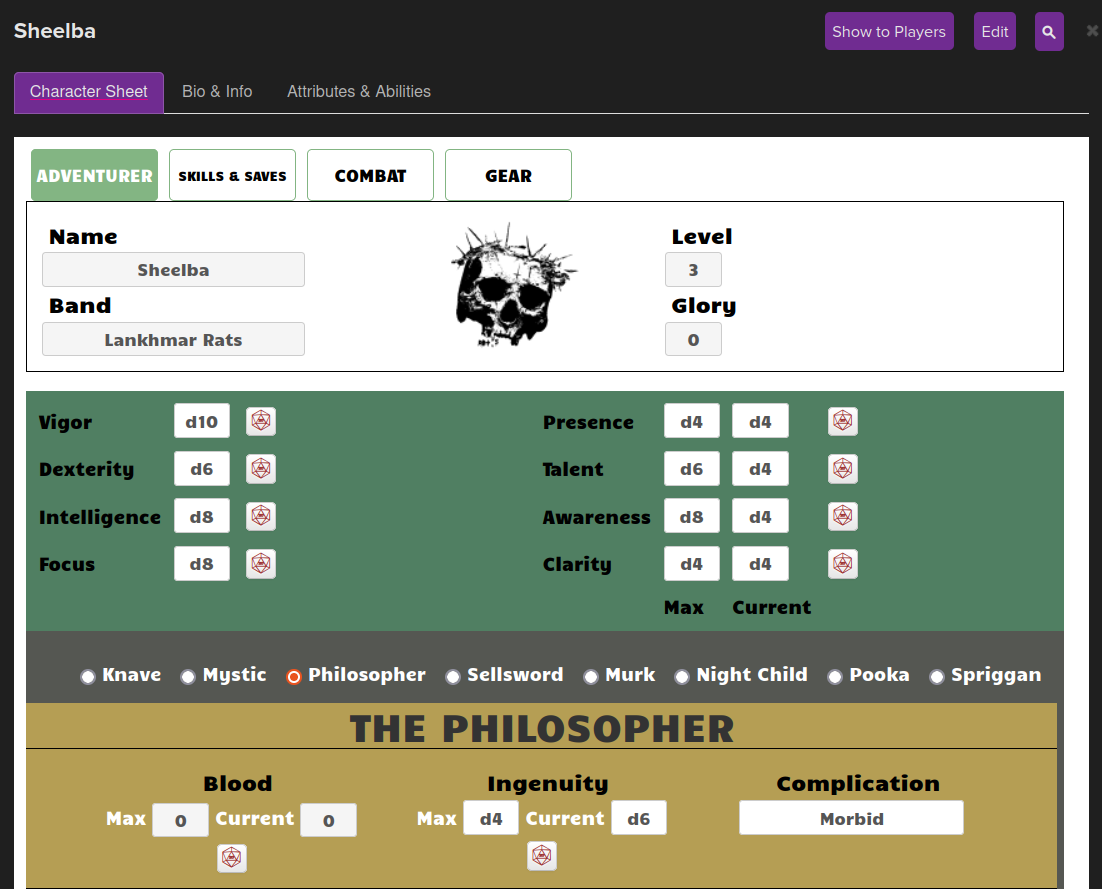 Sheelba
Show to Players
Edit
Character Sheet
Bio & Info
Attributes & Abilities
ADVENTURER
SKILLS & SAVES
COMBAT
GEAR
Name
Level
Sheelba
3
Band
Glory
Lankhmar Rats
0
Vigor d10
Presence d4 d4
Dexterity d6
Talent d6 d4
Intelligence d8
Awareness d8 d4
Focus d8
Clarity d4 d4
Max Current
Knave Mystic Philosopher Sellsword Murk Night Child Pooka Spriggan
THE PHILOSOPHER
Blood Ingenuity Complication
Max 0 Current 0
Max d4 Current d6
Morbid